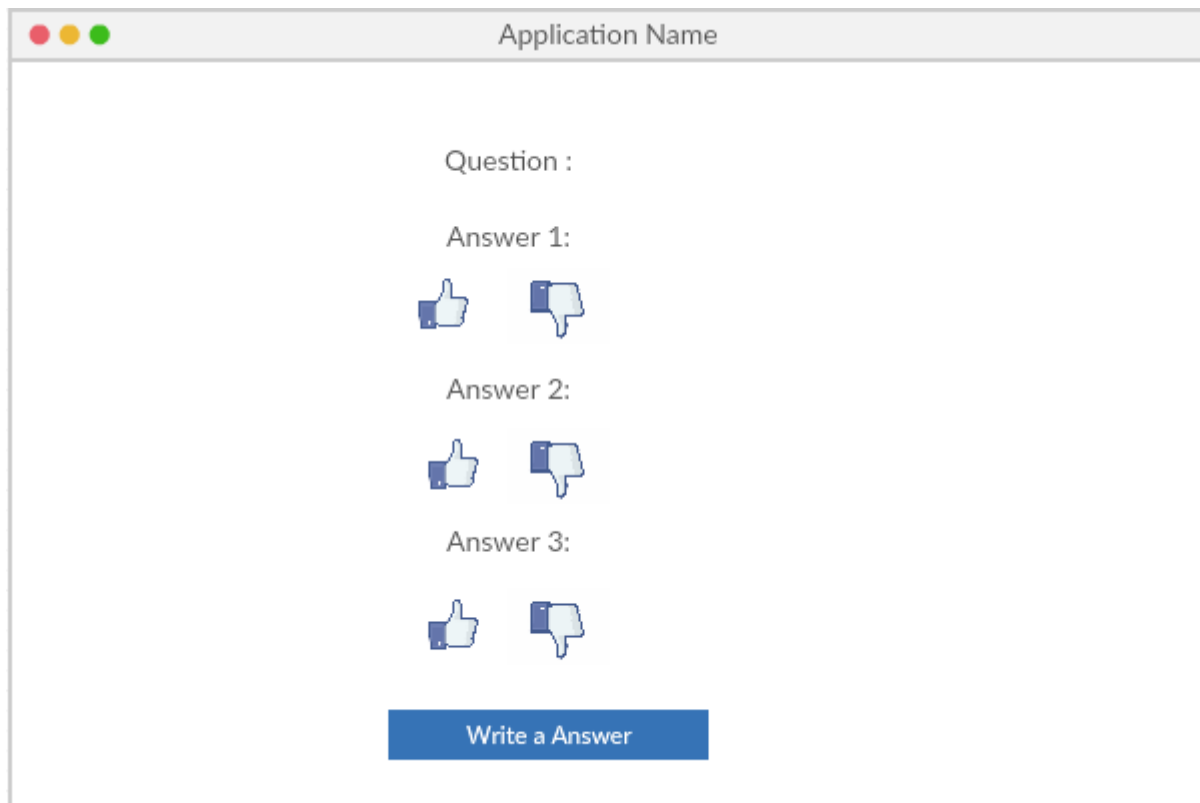 Application Name
Question :
Answer 1:
Answer 2:
Answer 3:
Write a Answer